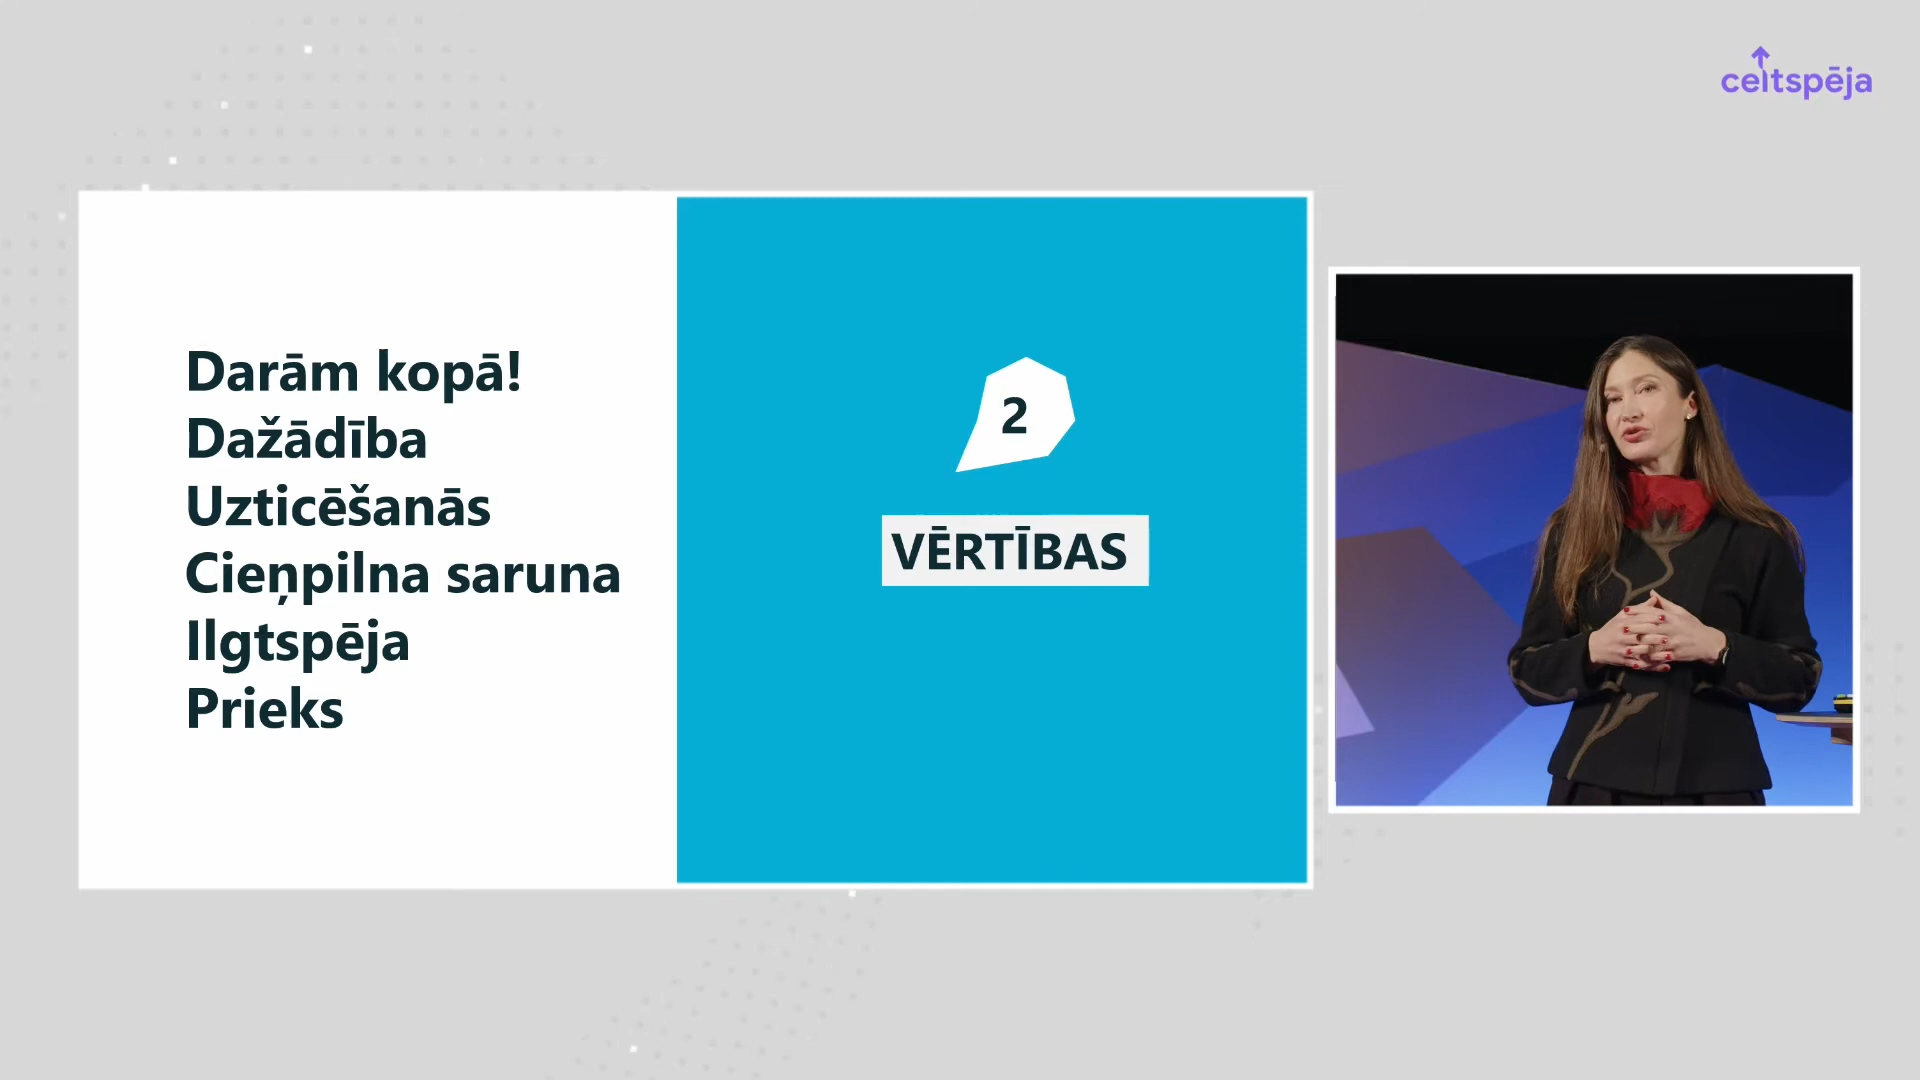 celtspēja
Darām kopā!
Dažādība
Uzticēšanās
Cieņpilna saruna
Ilgtspēja
Prieks
2
VĒRTĪBAS